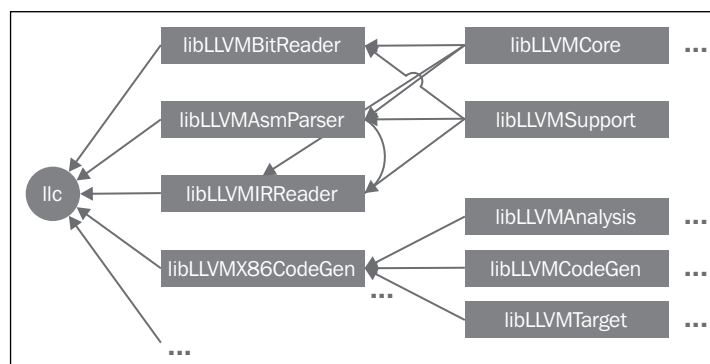 libLLVMBitReader libLLVMCore ...
libLLVMAsmParser libLLVMSupport
llc libLLVMIRReader
libLLVMAnalysis ...
libLLVMX86CodeGen ... libLLVMCodeGen ...
libLLVMTarget ...
...